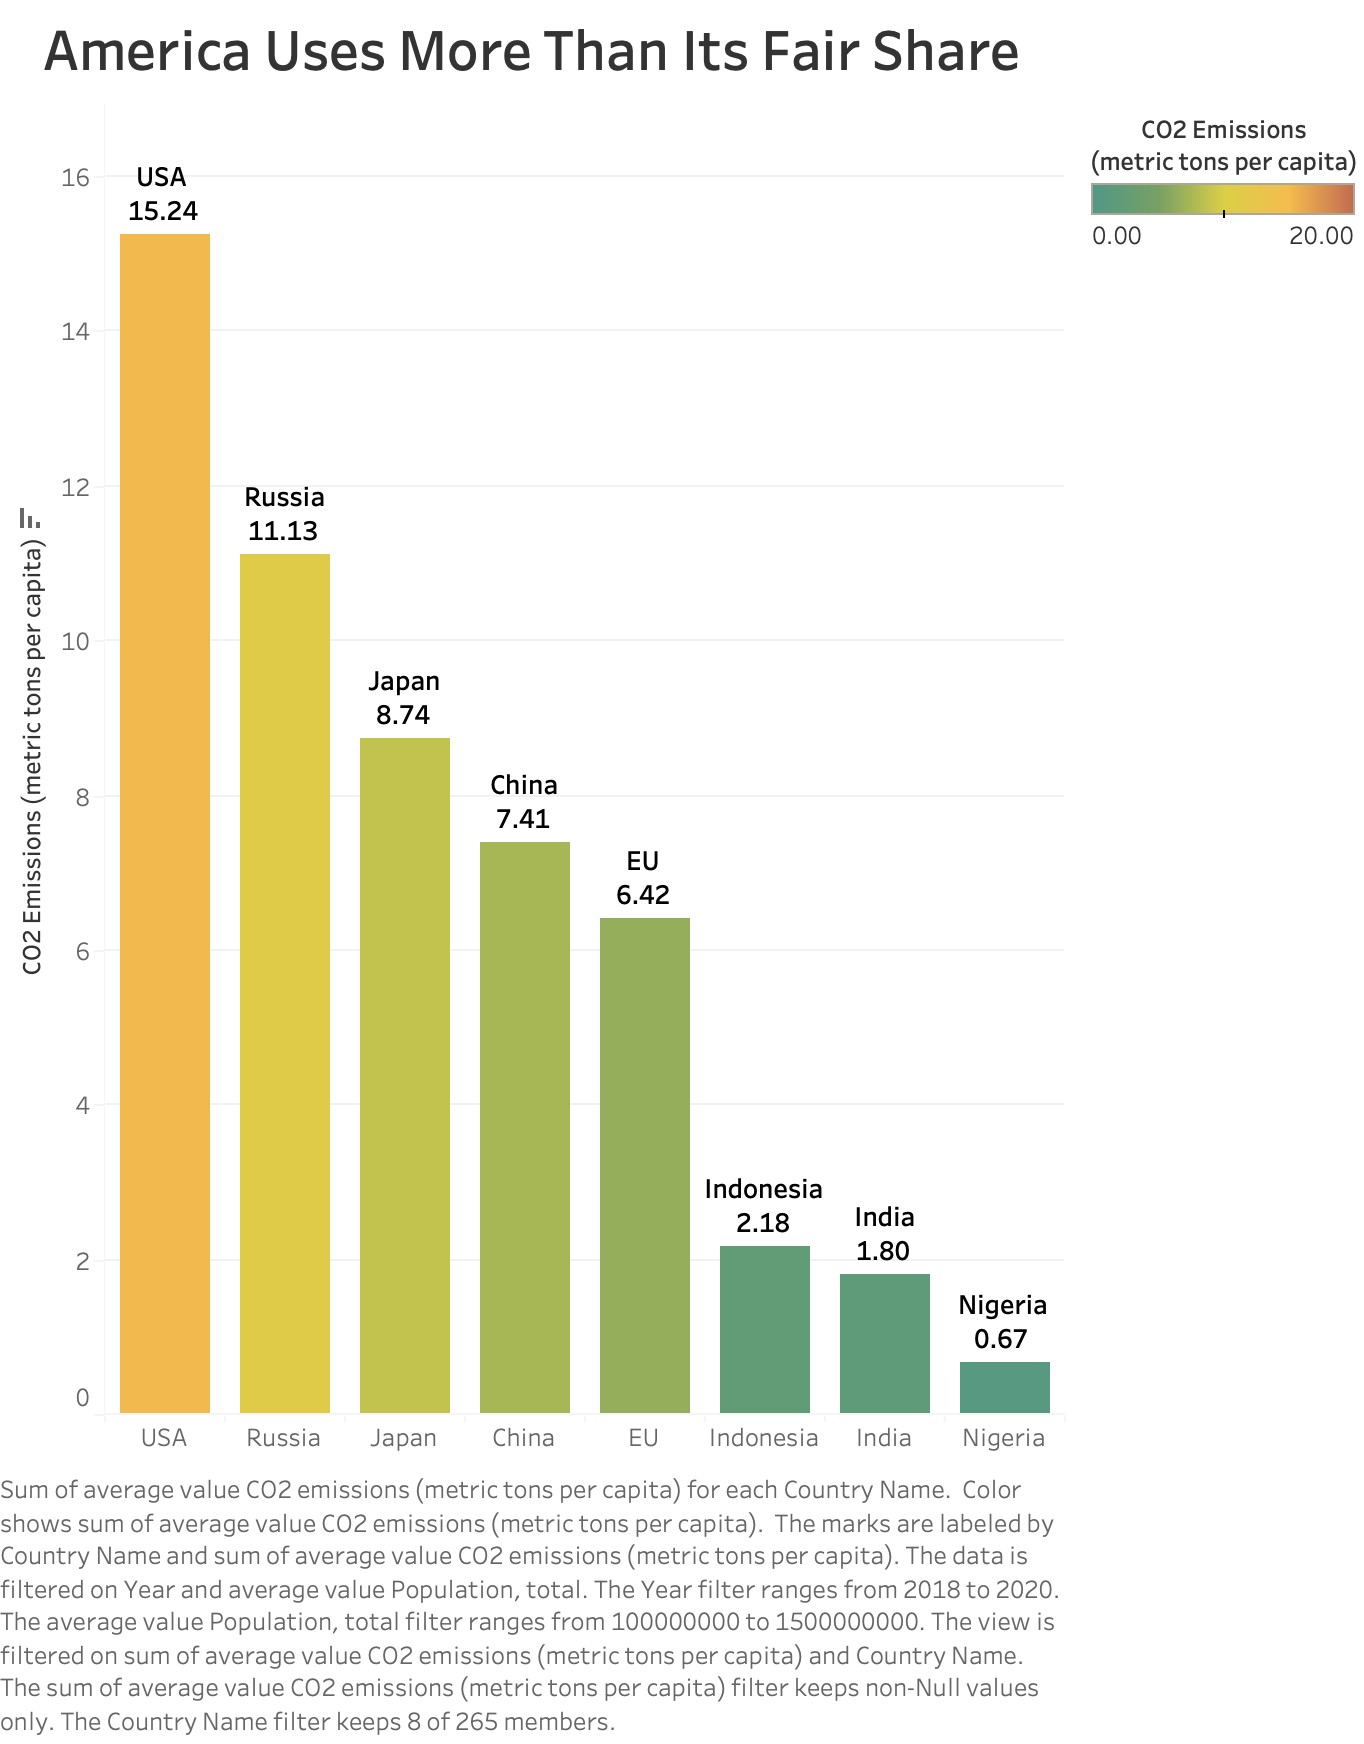 America Uses More Than Its Fair Share
CO2 Emissions
(metric tons per capita)
0.00 20.00
CO2 Emissions (metric tons per capita)
16
14
12
10
8
6
4
2
0
USA
15.24
Russia
11.13
Japan
8.74
China
7.41
EU
6.42
Indonesia
2.18
India
1.80
Nigeria
0.67
USA Russia Japan China EU Indonesia India Nigeria
Sum of average value CO2 emissions (metric tons per capita) for each Country Name.  Color
shows sum of average value CO2 emissions (metric tons per capita).  The marks are labeled by
Country Name and sum of average value CO2 emissions (metric tons per capita). The data is
filtered on Year and average value Population, total. The Year filter ranges from 2018 to 2020.
The average value Population, total filter ranges from 100000000 to 1500000000. The view is
filtered on sum of average value CO2 emissions (metric tons per capita) and Country Name.
The sum of average value CO2 emissions (metric tons per capita) filter keeps non-Null values
only. The Country Name filter keeps 8 of 265 members.